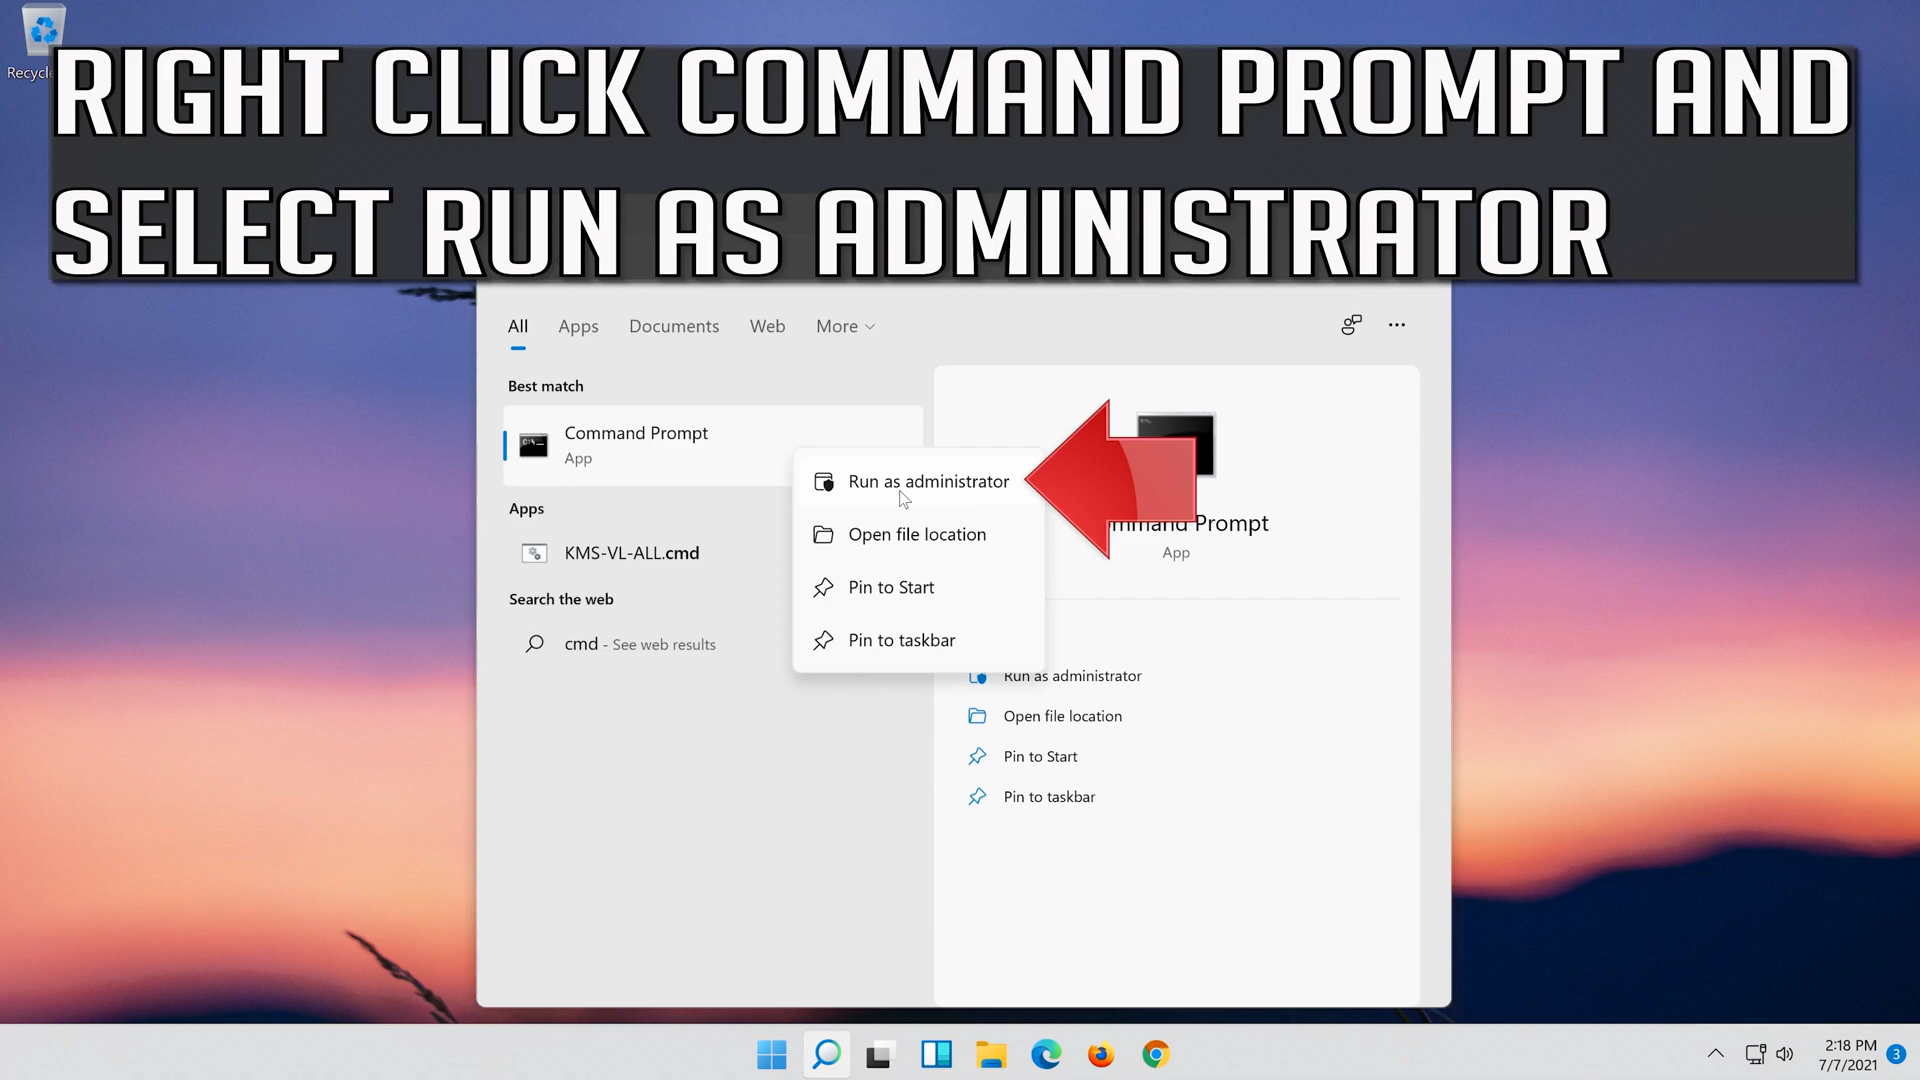 Recycle
RIGHT CLICK COMMAND PROMPT AND
SELECT RUN AS ADMINISTRATOR
All Apps Documents Web More
Best match
Command Prompt
App
Run as administrator
Open file location
Pin to Start
Pin to taskbar
Apps
KMS-VL-ALL.cmd
Search the web
cmd - See web results
Prompt
App
Run as administrator
Open file location
Pin to Start
Pin to taskbar
2:18 PM
7/7/2021
3